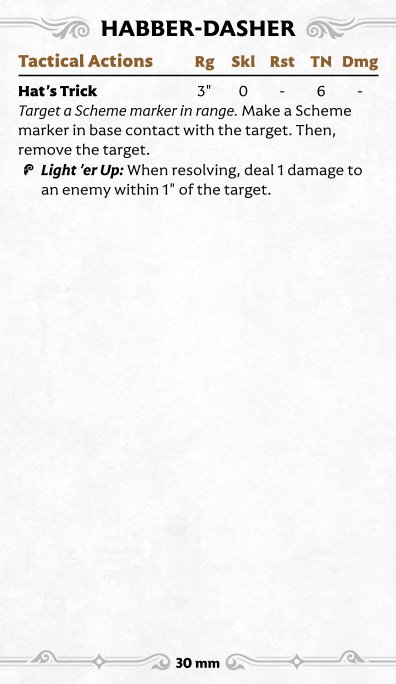 HABBER-DASHER
Tactical Actions Rg Skl Rst TN Dmg
Hat's Trick 3" 0 - 6 -
Target a Scheme marker in range. Make a Scheme
marker in base contact with the target. Then,
remove the target.
Light 'er Up: When resolving, deal 1 damage to
an enemy within 1" of the target.
30 mm